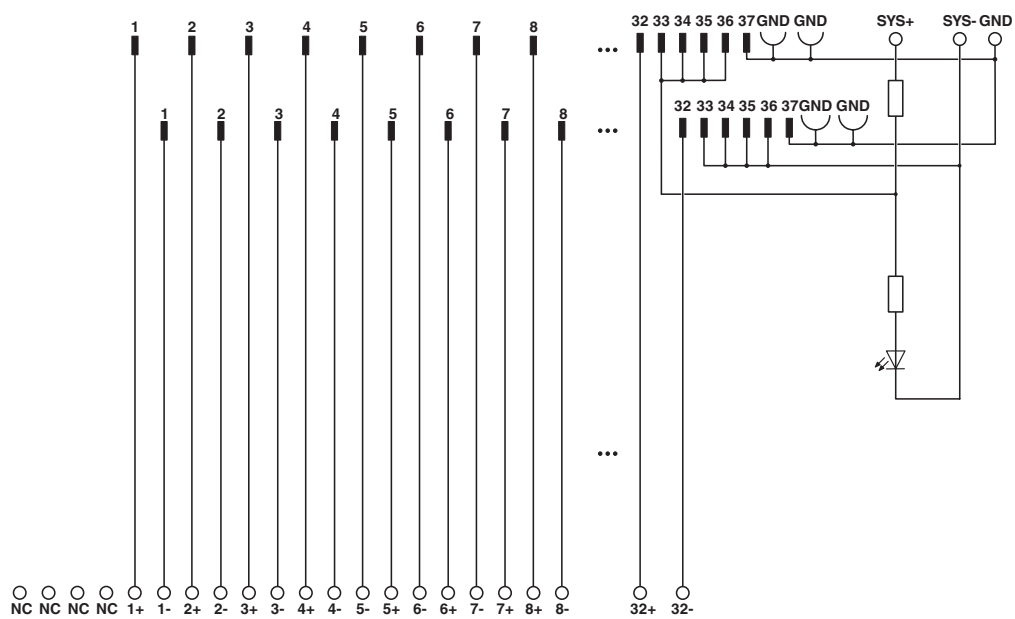 1 2 3 4 5 6 7 8 ... 32 33 34 35 36 37 GND GND SYS+ SYS- GND
1 2 3 4 5 6 7 8 ... 32 33 34 35 36 37 GND GND
...
NC NC NC NC 1+ 1- 2+ 2- 3+ 3- 4+ 4- 5- 5+ 6- 6+ 7- 7+ 8+ 8- 32+ 32-